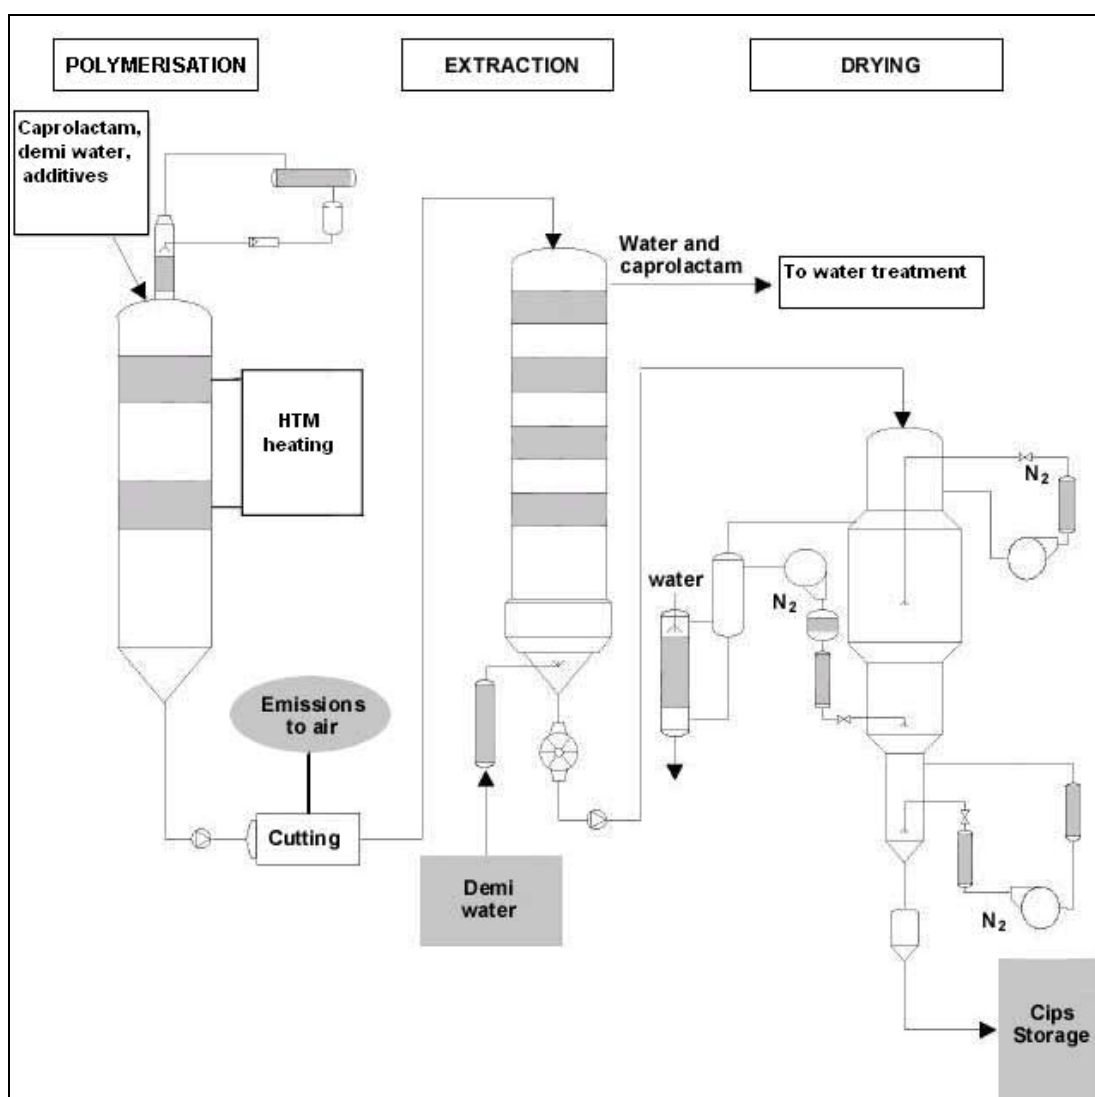 POLYMERISATION
EXTRACTION
DRYING
Caprolactam,
demi water,
additives
Water and
caprolactam
To water treatment
HTM
heating
N2
water
N2
Emissions
to air
Cutting
Demi
water
N2
Cips
Storage